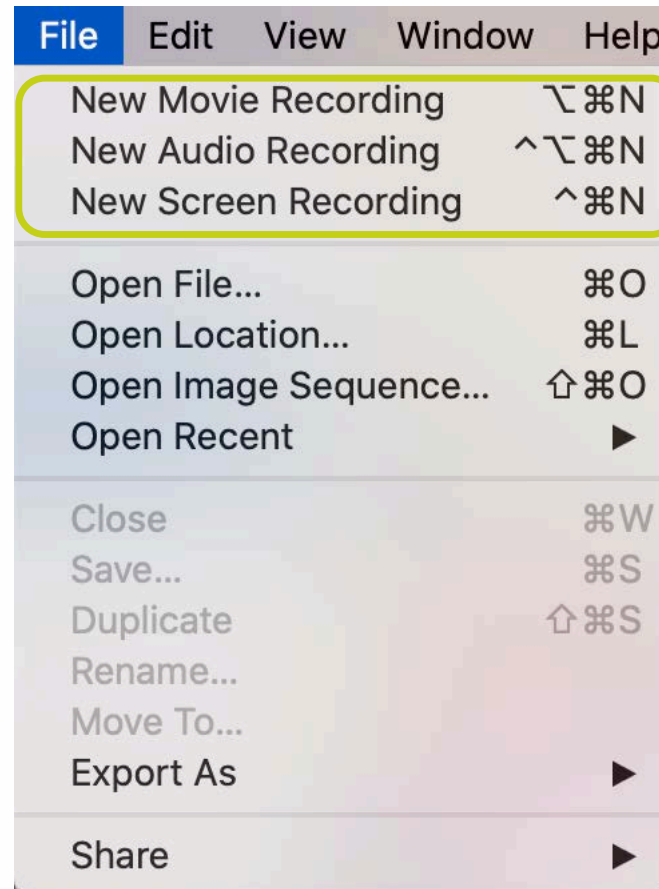 File Edit View Window Help
New Movie Recording ⌥⌘N
New Audio Recording ^⌥⌘N
New Screen Recording ^⌘N
Open File... ⌘O
Open Location... ⌘L
Open Image Sequence... ⇧⌘O
Open Recent ▶
Close ⌘W
Save... ⌘S
Duplicate ⇧⌘S
Rename...
Move To...
Export As ▶
Share ▶